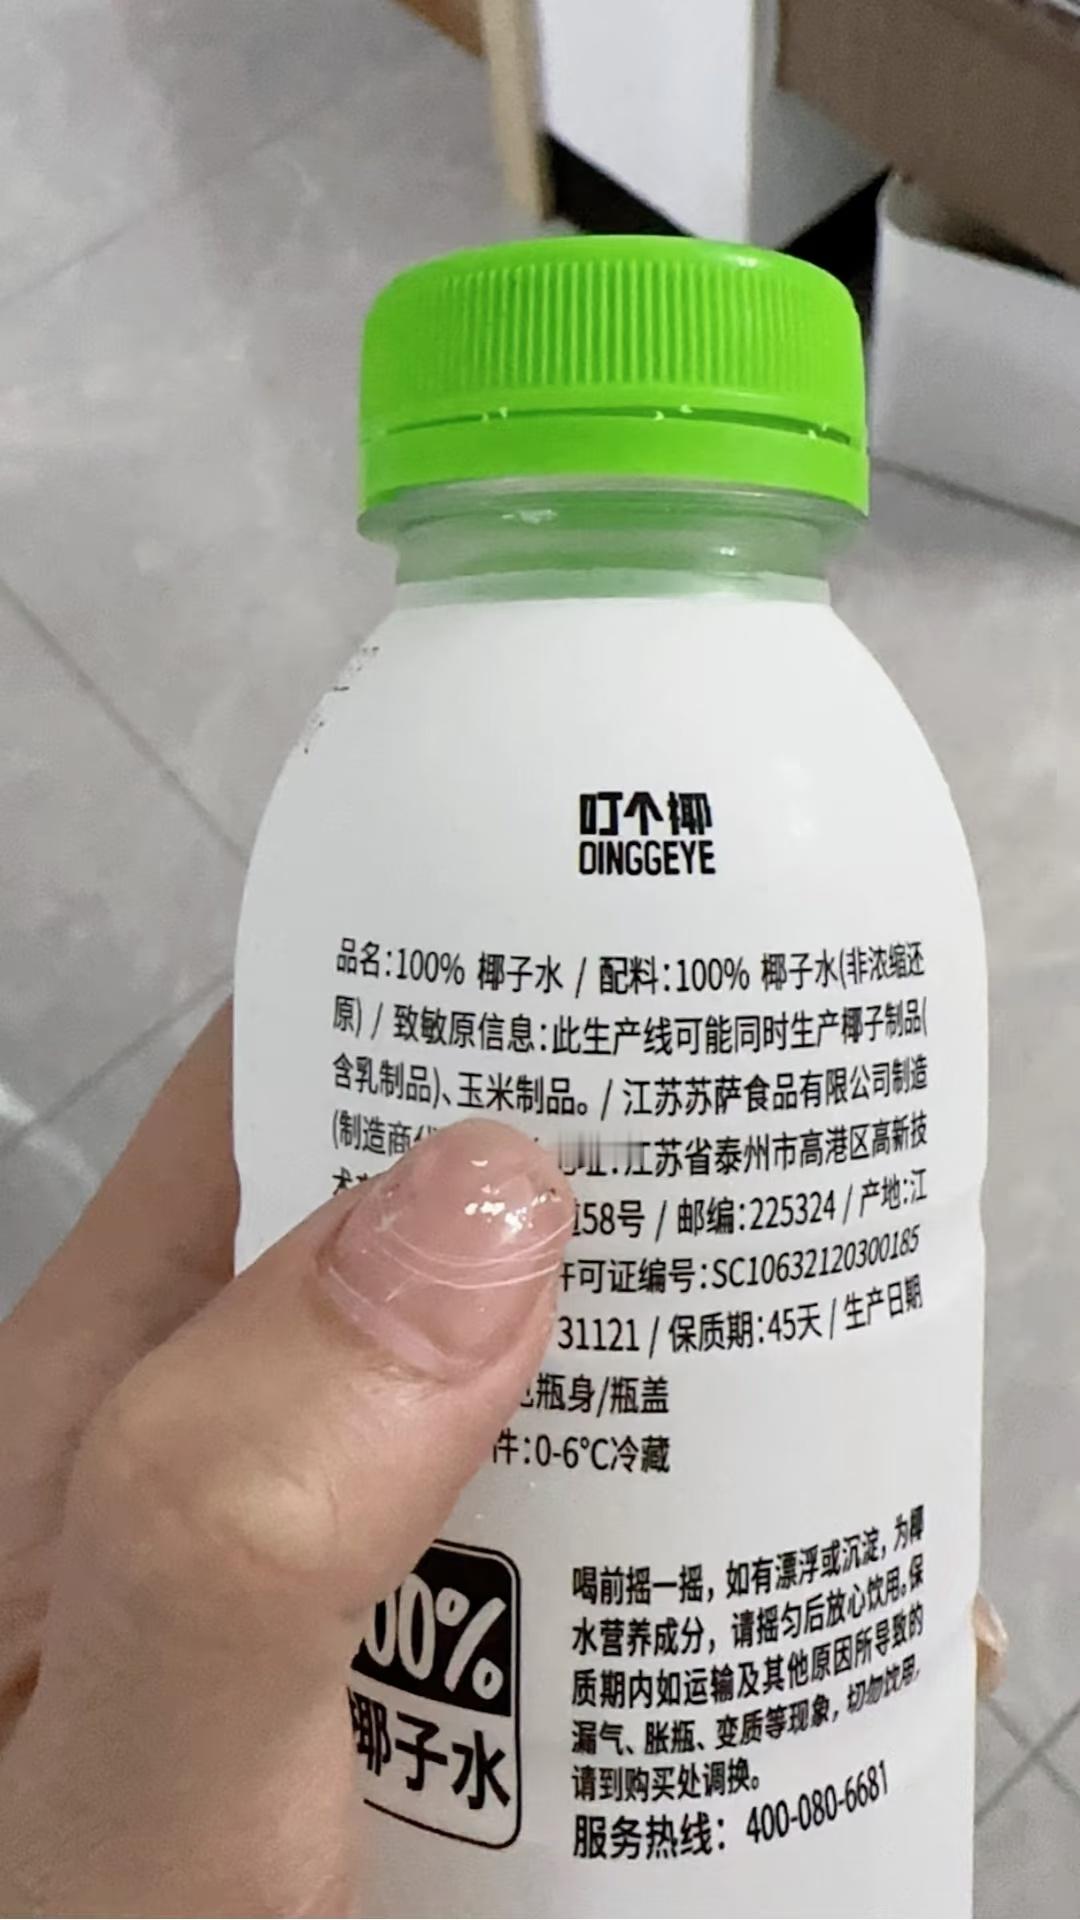 叮个椰
DINGGEYE
品名:100% 椰子水 / 配料:100% 椰子水(非浓缩还
原) / 致敏原信息:此生产线可能同时生产椰子制品(
含乳制品)、玉米制品。/ 江苏苏萨食品有限公司制造
(制造商 址:江苏省泰州市高港区高新技
58号 / 邮编:225324 / 产地:江
许可证编号:SC10632120300185
31121 / 保质期:45天 / 生产日期
瓶身/瓶盖
件:0-6°C冷藏
00%
椰子水
喝前摇一摇，如有漂浮或沉淀，为椰
水营养成分，请摇匀后放心饮用。保
质期内如运输及其他原因所导致的
漏气、胀瓶、变质等现象，切勿饮用，
请到购买处调换。
服务热线：400-080-6681